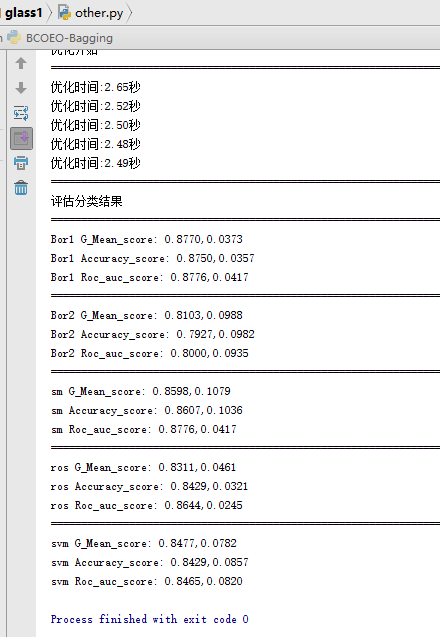 glass1 other.py
BCOEO-Bagging
优化开始
优化时间:2.65秒
优化时间:2.52秒
优化时间:2.50秒
优化时间:2.48秒
优化时间:2.49秒
评估分类结果
Bor1 G_Mean_score: 0.8770,0.0373
Bor1 Accuracy_score: 0.8750,0.0357
Bor1 Roc_auc_score: 0.8776,0.0417
Bor2 G_Mean_score: 0.8103,0.0988
Bor2 Accuracy_score: 0.7927,0.0982
Bor2 Roc_auc_score: 0.8000,0.0935
sm G_Mean_score: 0.8598,0.1079
sm Accuracy_score: 0.8607,0.1036
sm Roc_auc_score: 0.8776,0.0417
ros G_Mean_score: 0.8311,0.0461
ros Accuracy_score: 0.8429,0.0321
ros Roc_auc_score: 0.8644,0.0245
svm G_Mean_score: 0.8477,0.0782
svm Accuracy_score: 0.8429,0.0857
svm Roc_auc_score: 0.8465,0.0820
Process finished with exit code 0